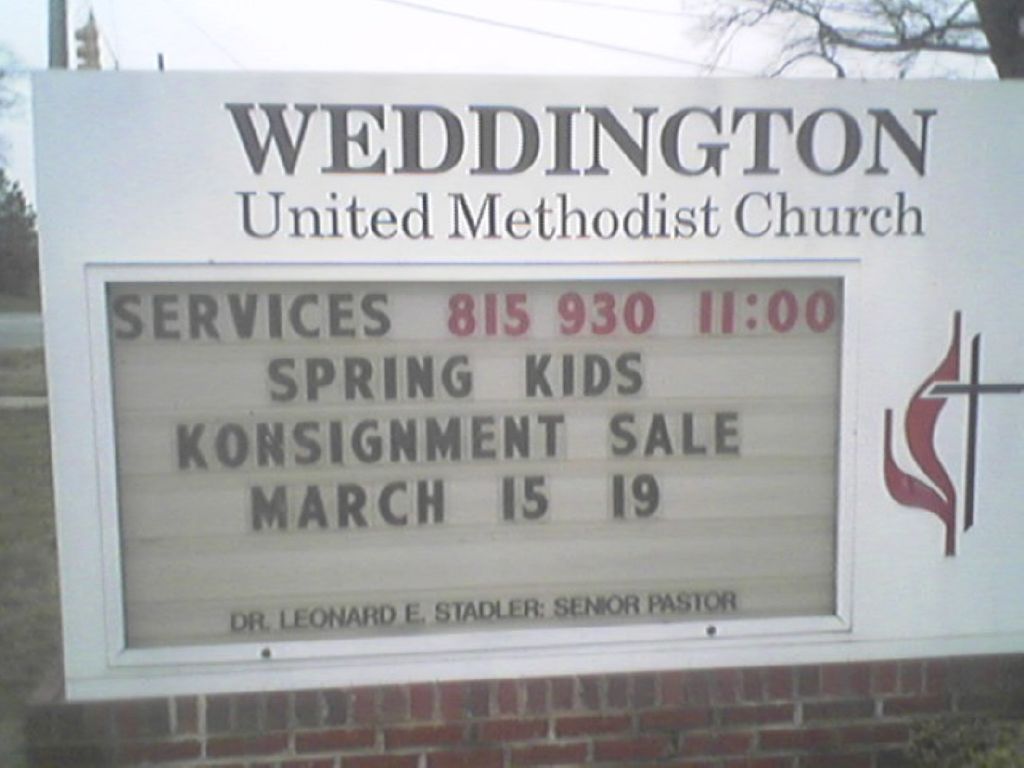 WEDDINGTON
United Methodist Church
SERVICES 815 930 11:00
SPRING KIDS
KONSIGNMENT SALE
MARCH 15 19
DR. LEONARD E. STADLER: SENIOR PASTOR